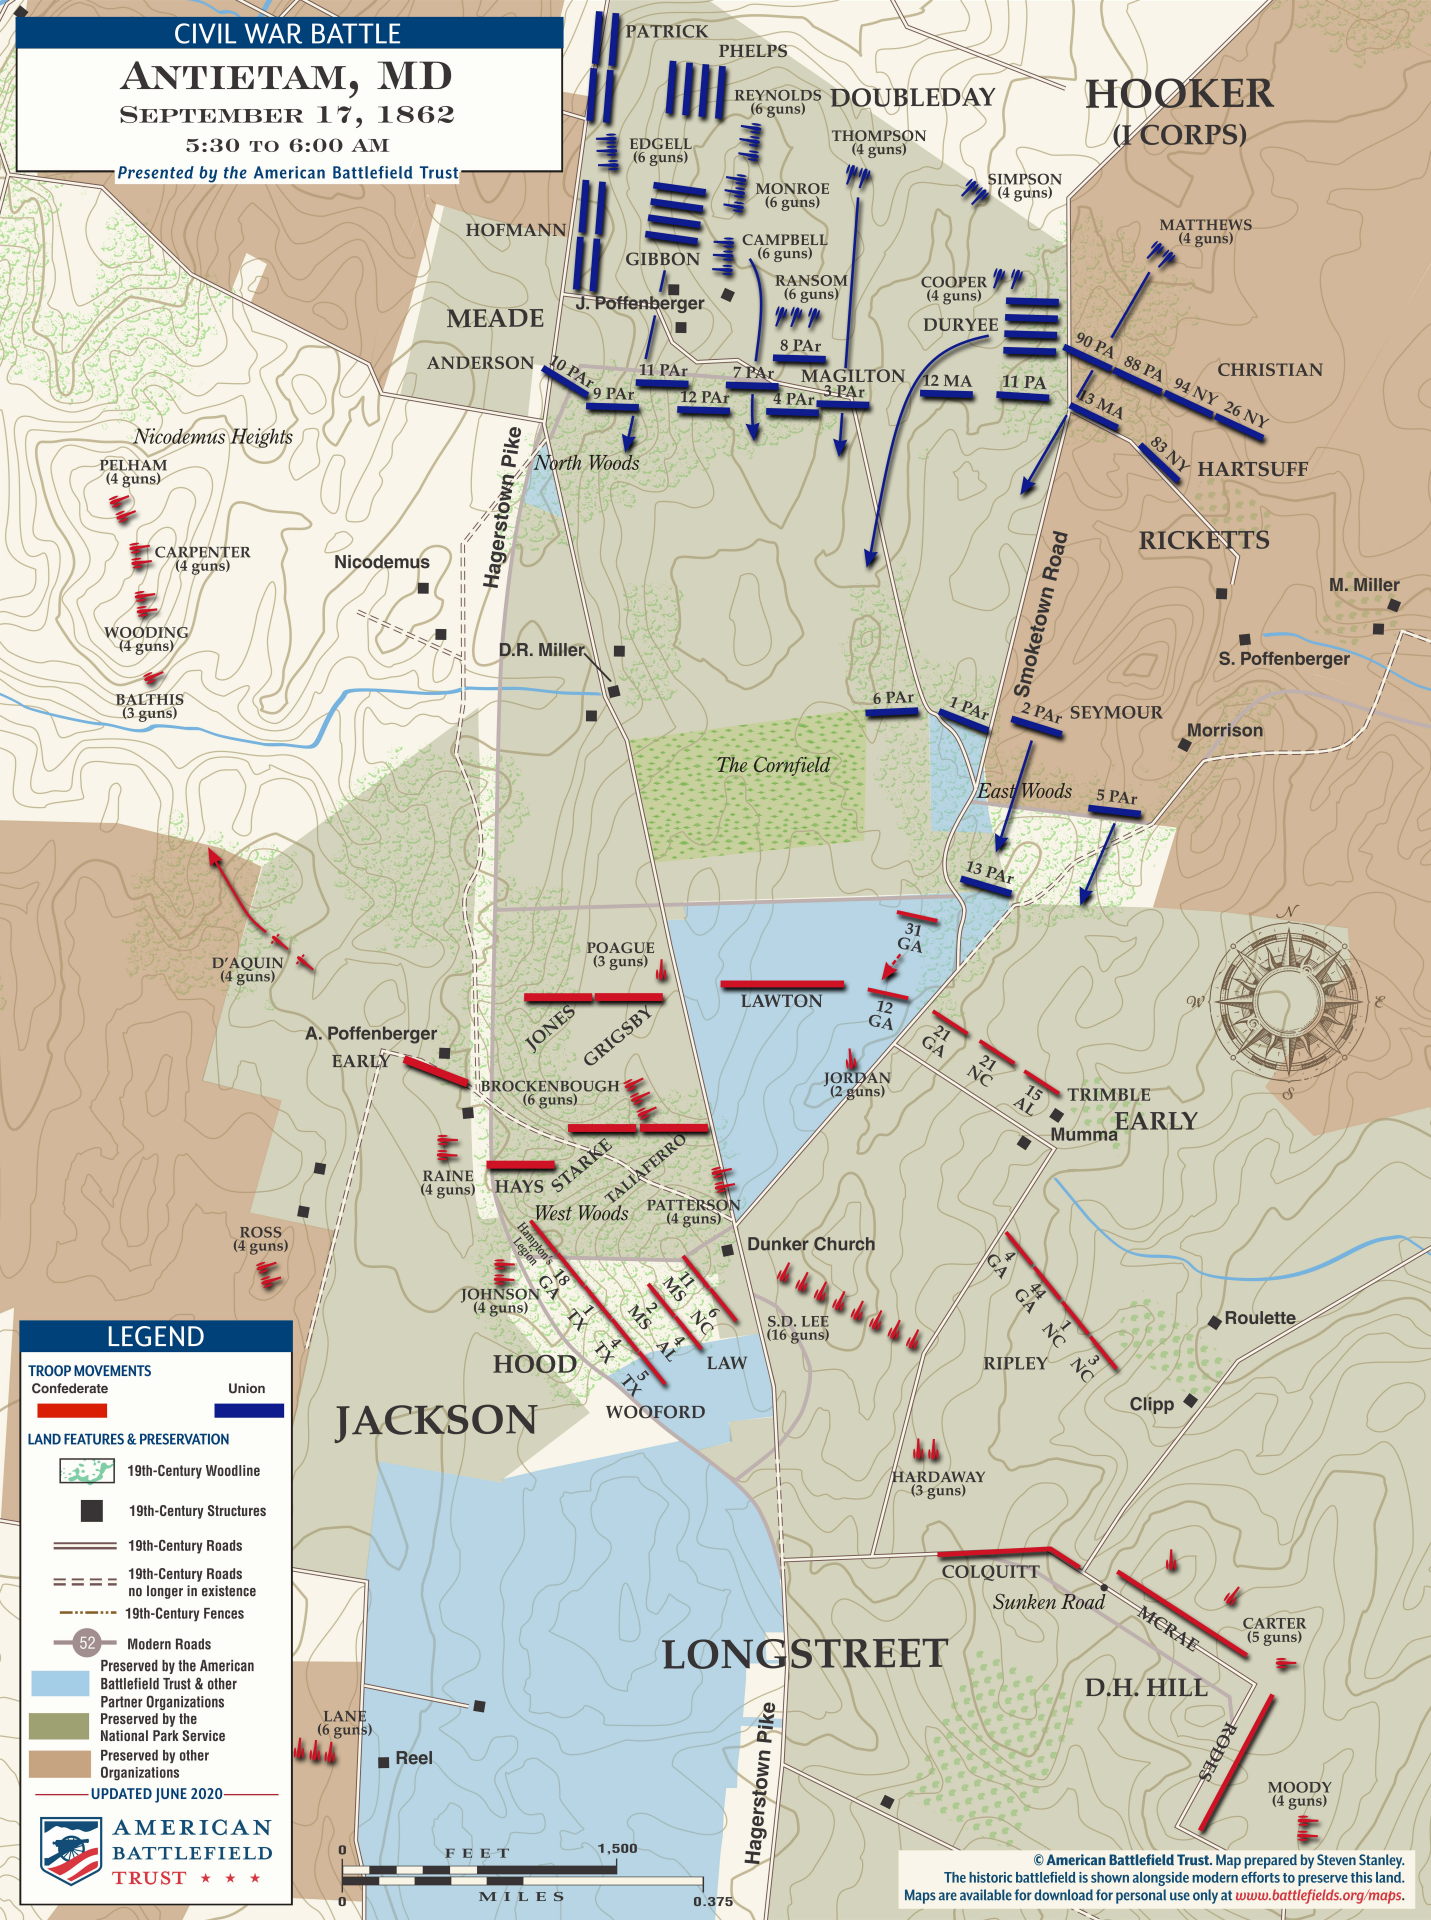 CIVIL WAR BATTLE
ANTIETAM, MD
SEPTEMBER 17, 1862
5:30 TO 6:00 AM
Presented by the American Battlefield Trust
PATRICK
PHELPS
REYNOLDS
(6 guns)
DOUBLEDAY
HOOKER
(I CORPS)
EDGELL
(6 guns)
THOMPSON
(4 guns)
MONROE
(6 guns)
SIMPSON
(4 guns)
MATTHEWS
(4 guns)
HOFMANN
GIBBON
CAMPBELL
(6 guns)
RANSOM
(6 guns)
COOPER
(4 guns)
J. Poffenberger
MEADE
DURYEE
8 PAr
ANDERSON
10 PAr
11 PAr
7 PAr
MAGILTON
12 MA
11 PA
90 PA
88 PA
94 NY
26 NY
CHRISTIAN
9 PAr
12 PAr
4 PAr
3 PAr
13 MA
83 NY
HARTSUFF
Nicodemus Heights
North Woods
Hagerstown Pike
PELHAM
(4 guns)
CARPENTER
(4 guns)
Nicodemus
RICKETTS
Smoketown Road
M. Miller
WOODING
(4 guns)
D.R. Miller
S. Poffenberger
BALTHIS
(3 guns)
6 PAr
1 PAr
2 PAr
SEYMOUR
Morrison
The Cornfield
East Woods
5 PAr
13 PAr
D'AQUIN
(4 guns)
POAGUE
(3 guns)
31
GA
N
W
E
S
LAWTON
12
GA
JONES
GRIGSBY
21
GA
21
NC
15
AL
A. Poffenberger
EARLY
BROCKENBOUGH
(6 guns)
JORDAN
(2 guns)
TRIMBLE
EARLY
Mumma
RAINE
(4 guns)
HAYS
STARKE
TALIAFERRO
PATTERSON
(4 guns)
West Woods
ROSS
(4 guns)
Hampton's
Legion
18
GA
1
TX
4
TX
5
TX
11
MS
6
NC
2
MS
4
AL
Dunker Church
JOHNSON
(4 guns)
S.D. LEE
(16 guns)
4
GA
44
GA
1
NC
3
NC
Roulette
HOOD
LAW
RIPLEY
WOOFORD
Clipp
JACKSON
HARDAWAY
(3 guns)
COLQUITT
Sunken Road
MCRAE
CARTER
(5 guns)
LONGSTREET
D.H. HILL
RODES
Hagerstown Pike
LANE
(6 guns)
Reel
MOODY
(4 guns)
LEGEND
TROOP MOVEMENTS
Confederate
Union
LAND FEATURES & PRESERVATION
19th-Century Woodline
19th-Century Structures
19th-Century Roads
19th-Century Roads
no longer in existence
19th-Century Fences
52
Modern Roads
Preserved by the American
Battlefield Trust & other
Partner Organizations
Preserved by the
National Park Service
Preserved by other
Organizations
UPDATED JUNE 2020
AMERICAN
BATTLEFIELD
TRUST
0
FEET
1,500
0
MILES
0.375
© American Battlefield Trust. Map prepared by Steven Stanley.
The historic battlefield is shown alongside modern efforts to preserve this land.
Maps are available for download for personal use only at www.battlefields.org/maps.